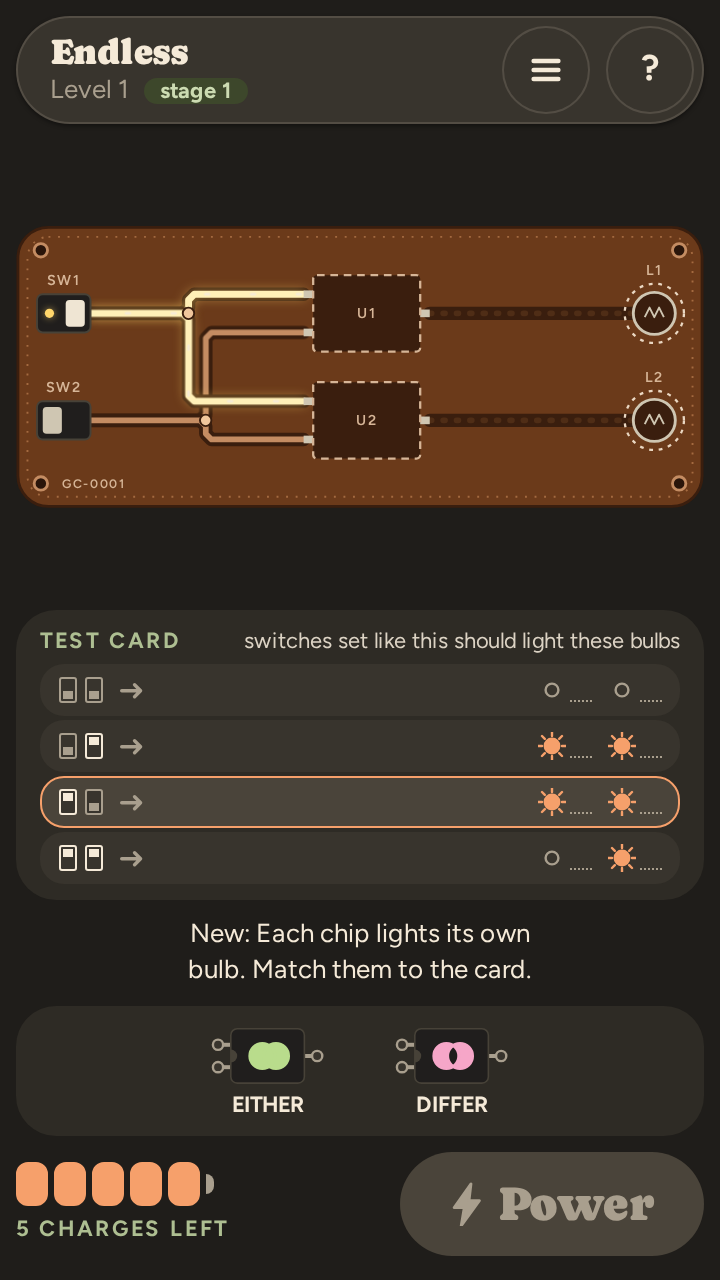 Endless
Level 1 stage 1
?
SW1
L1
U1
SW2
L2
U2
GC-0001
TEST CARD switches set like this should light these bulbs
New: Each chip lights its own
bulb. Match them to the card.
EITHER DIFFER
5 CHARGES LEFT
Power